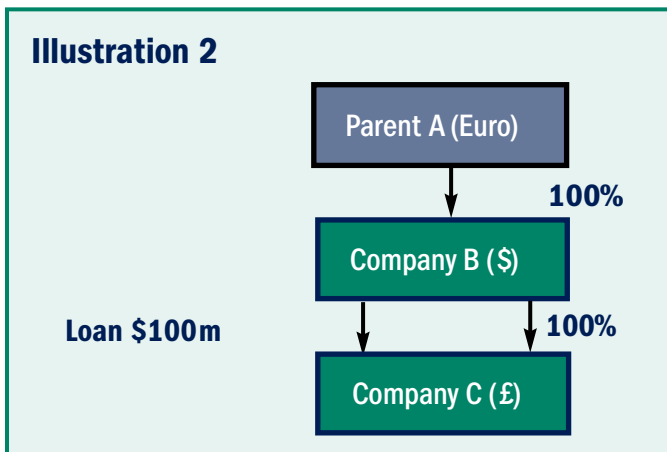 Illustration 2
Parent A (Euro)
100%
Company B ($)
Loan $100m
100%
Company C (£)